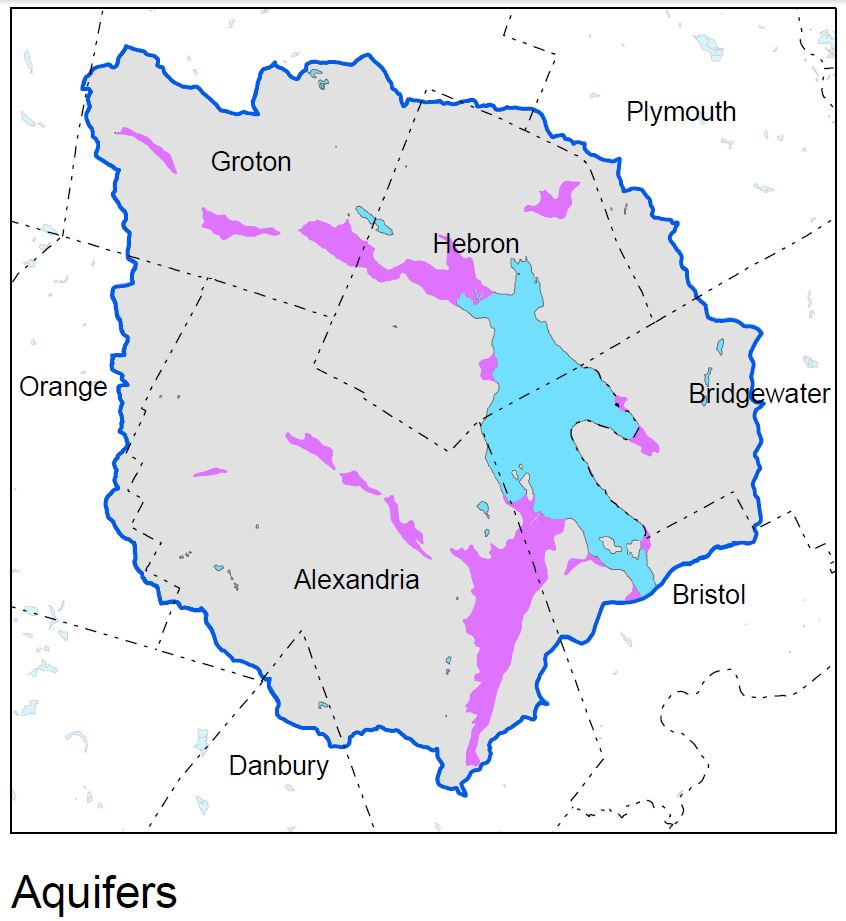 Plymouth
Groton
Hebron
Orange
Bridgewater
Alexandria
Bristol
Danbury
Aquifers